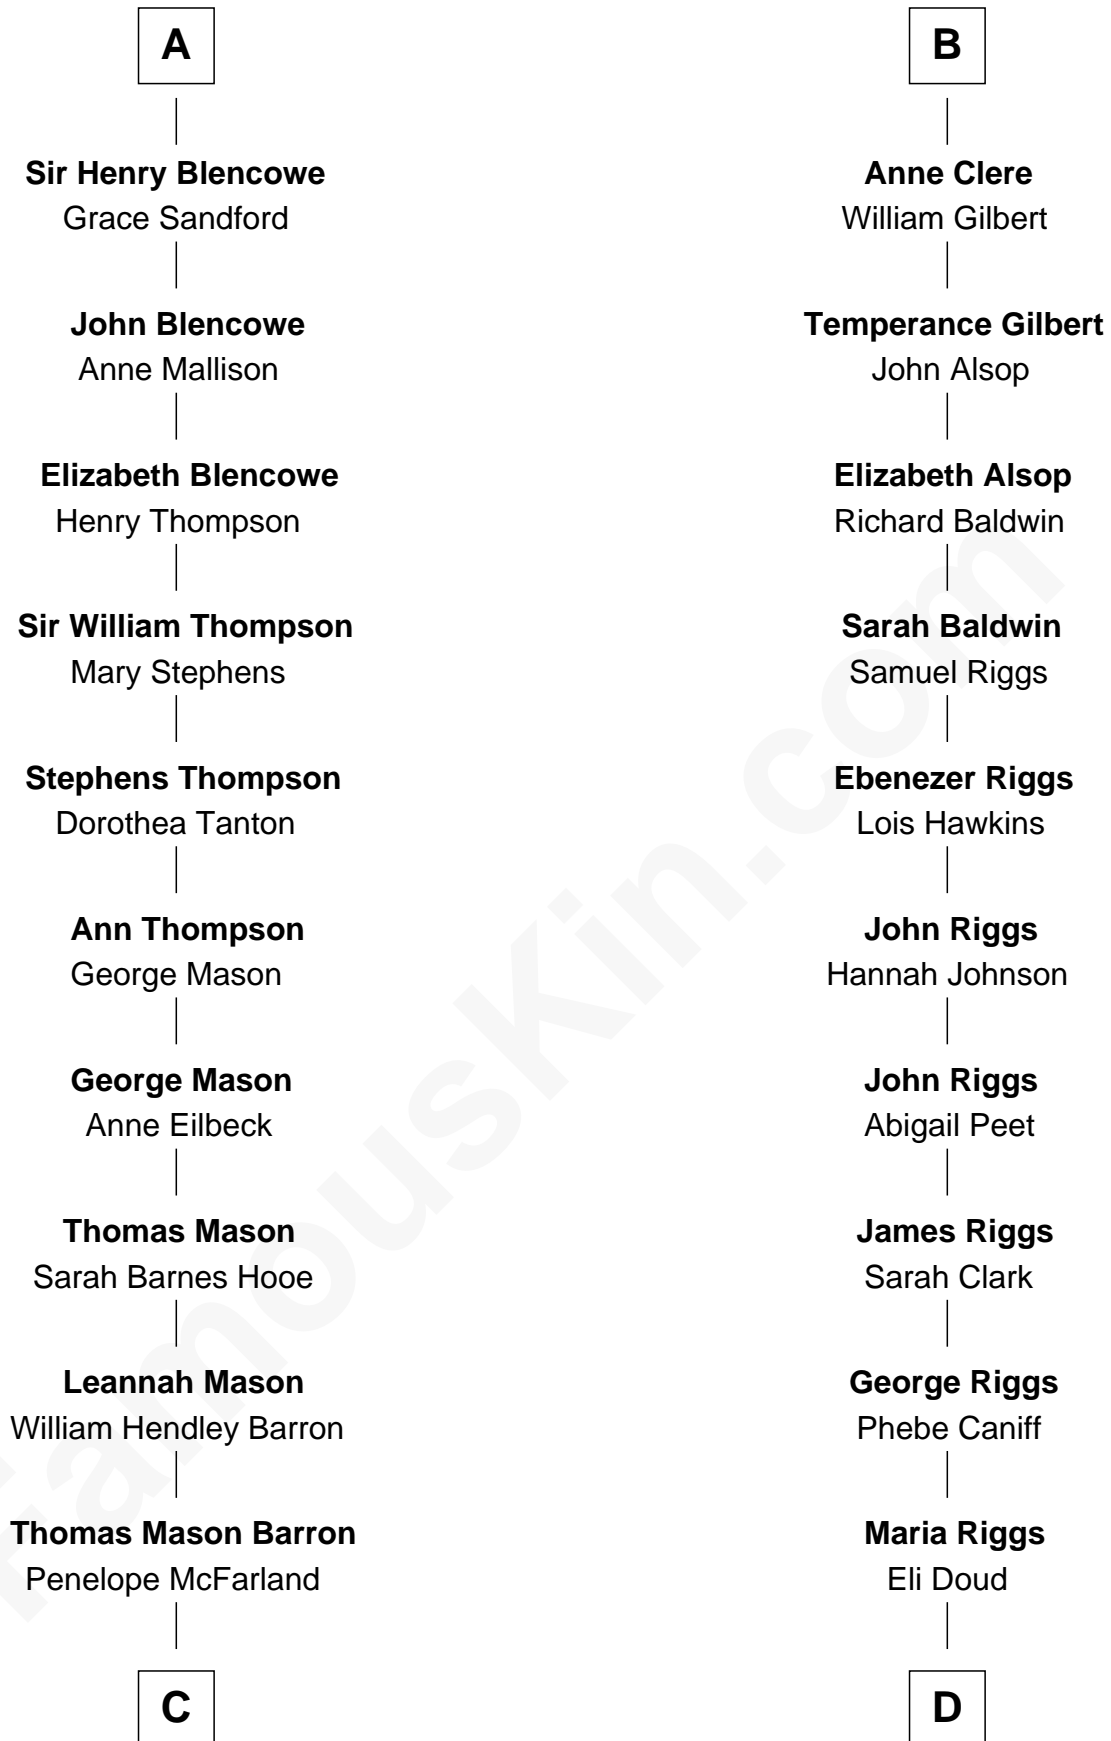 A
Sir Henry Blencowe
Grace Sandford
John Blencowe
Anne Mallison
Elizabeth Blencowe
Henry Thompson
Sir William Thompson
Mary Stephens
Stephens Thompson
Dorothea Tanton
Ann Thompson
George Mason
George Mason
Anne Eilbeck
Thomas Mason
Sarah Barnes Hooe
Leannah Mason
William Hendley Barron
Thomas Mason Barron
Penelope McFarland
C
B
Anne Clere
William Gilbert
Temperance Gilbert
John Alsop
Elizabeth Alsop
Richard Baldwin
Sarah Baldwin
Samuel Riggs
Ebenezer Riggs
Lois Hawkins
John Riggs
Hannah Johnson
John Riggs
Abigail Peet
James Riggs
Sarah Clark
George Riggs
Phebe Caniff
Maria Riggs
Eli Doud
D
FamousKin.com